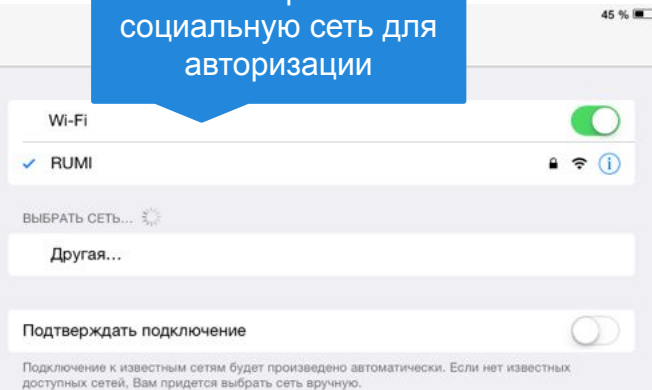 45 %
социальную сеть для
авторизации
Wi-Fi
RUMI
ВЫБРАТЬ СЕТЬ...
Другая...
Подтверждать подключение
Подключение к известным сетям будет произведено автоматически. Если нет известных
доступных сетей, Вам придется выбрать сеть вручную.